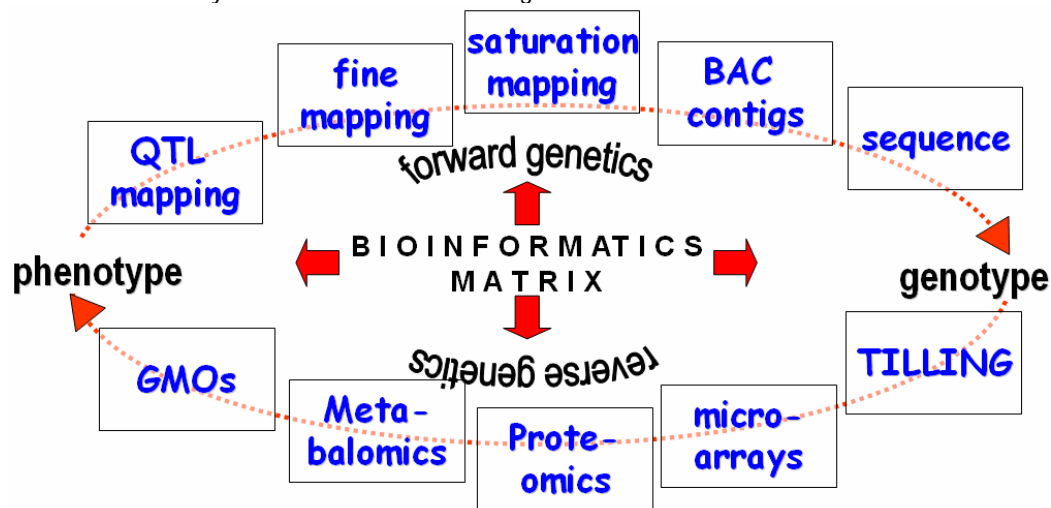 saturation
mapping
fine
mapping
BAC
contigs
QTL
mapping
sequence
forward genetics
BIOINFORMATICS
MATRIX
phenotype
genotype
reverse genetics
GMOs
Meta-
balomics
Prote-
omics
micro-
arrays
TILLING